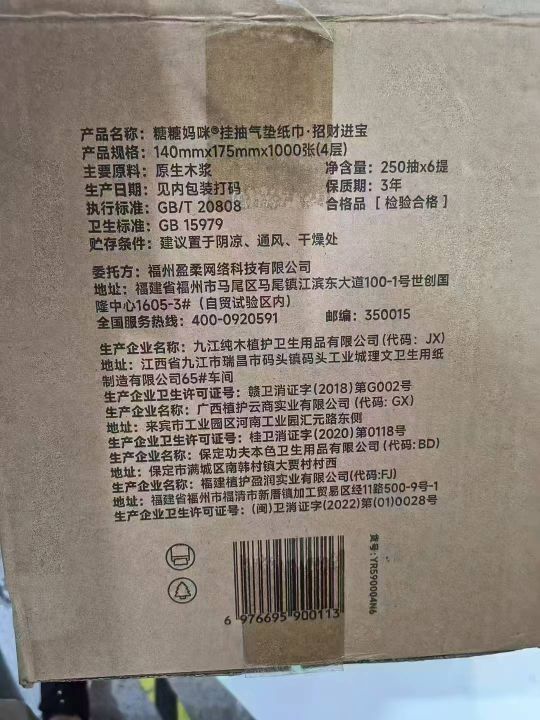 产品名称：糖糖妈咪®挂抽气垫纸巾·招财进宝
产品规格：140mmx175mmx1000张(4层)
主要原料：原生木浆 净含量：250抽x6提
生产日期：见内包装打码 保质期：3年
执行标准：GB/T 20808 合格品 [ 检验合格 ]
卫生标准：GB 15979
贮存条件：建议置于阴凉、通风、干燥处
委托方：福州盈柔网络科技有限公司
地址：福建省福州市马尾区马尾镇江滨东大道100-1号世创国
隆中心1605-3#（自贸试验区内）
全国服务热线：400-0920591 邮编：350015
生产企业名称：九江纯木植护卫生用品有限公司(代码：JX)
地址：江西省九江市瑞昌市码头镇码头工业城理文卫生用纸
制造有限公司65#车间
生产企业卫生许可证号：赣卫消证字(2018)第G002号
生产企业名称：广西植护云商实业有限公司(代码: GX)
地址：来宾市工业园区河南工业园汇元路东侧
生产企业卫生许可证号：桂卫消证字(2020)第0118号
生产企业名称：保定功夫本色卫生用品有限公司(代码:BD)
地址：保定市满城区南韩村镇大贾村村西
生产企业名称：福建植护盈润实业有限公司(代码:FJ)
地址：福建省福州市福清市新厝镇加工贸易区经11路500-9号-1
生产企业卫生许可证号：(闽)卫消证字(2022)第(01)0028号
货号: YR590004N6
6 976695 900113